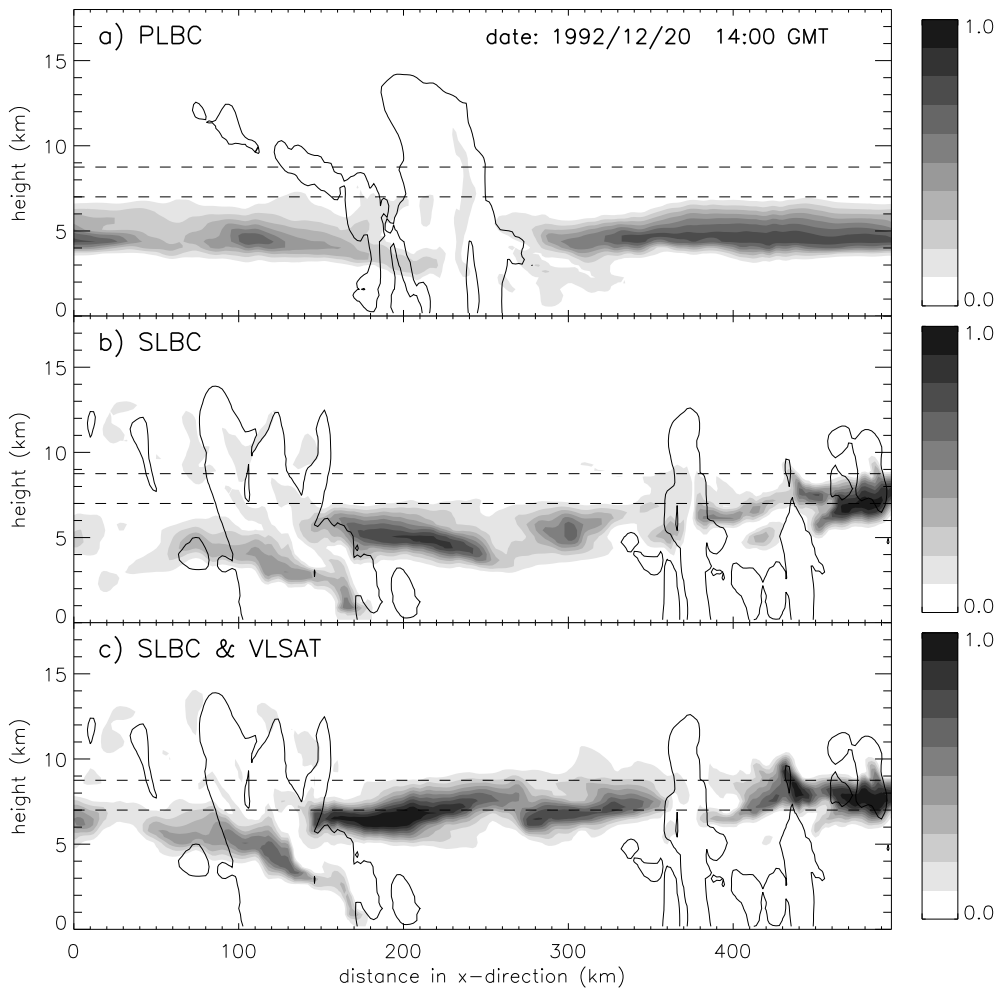 a) PLBC
date: 1992/12/20 14:00 GMT
1.0
15
10
5
0
height (km)
0.0
b) SLBC
1.0
15
10
5
0
height (km)
0.0
c) SLBC & VLSAT
1.0
15
10
5
0
height (km)
0.0
0 100 200 300 400
distance in x-direction (km)